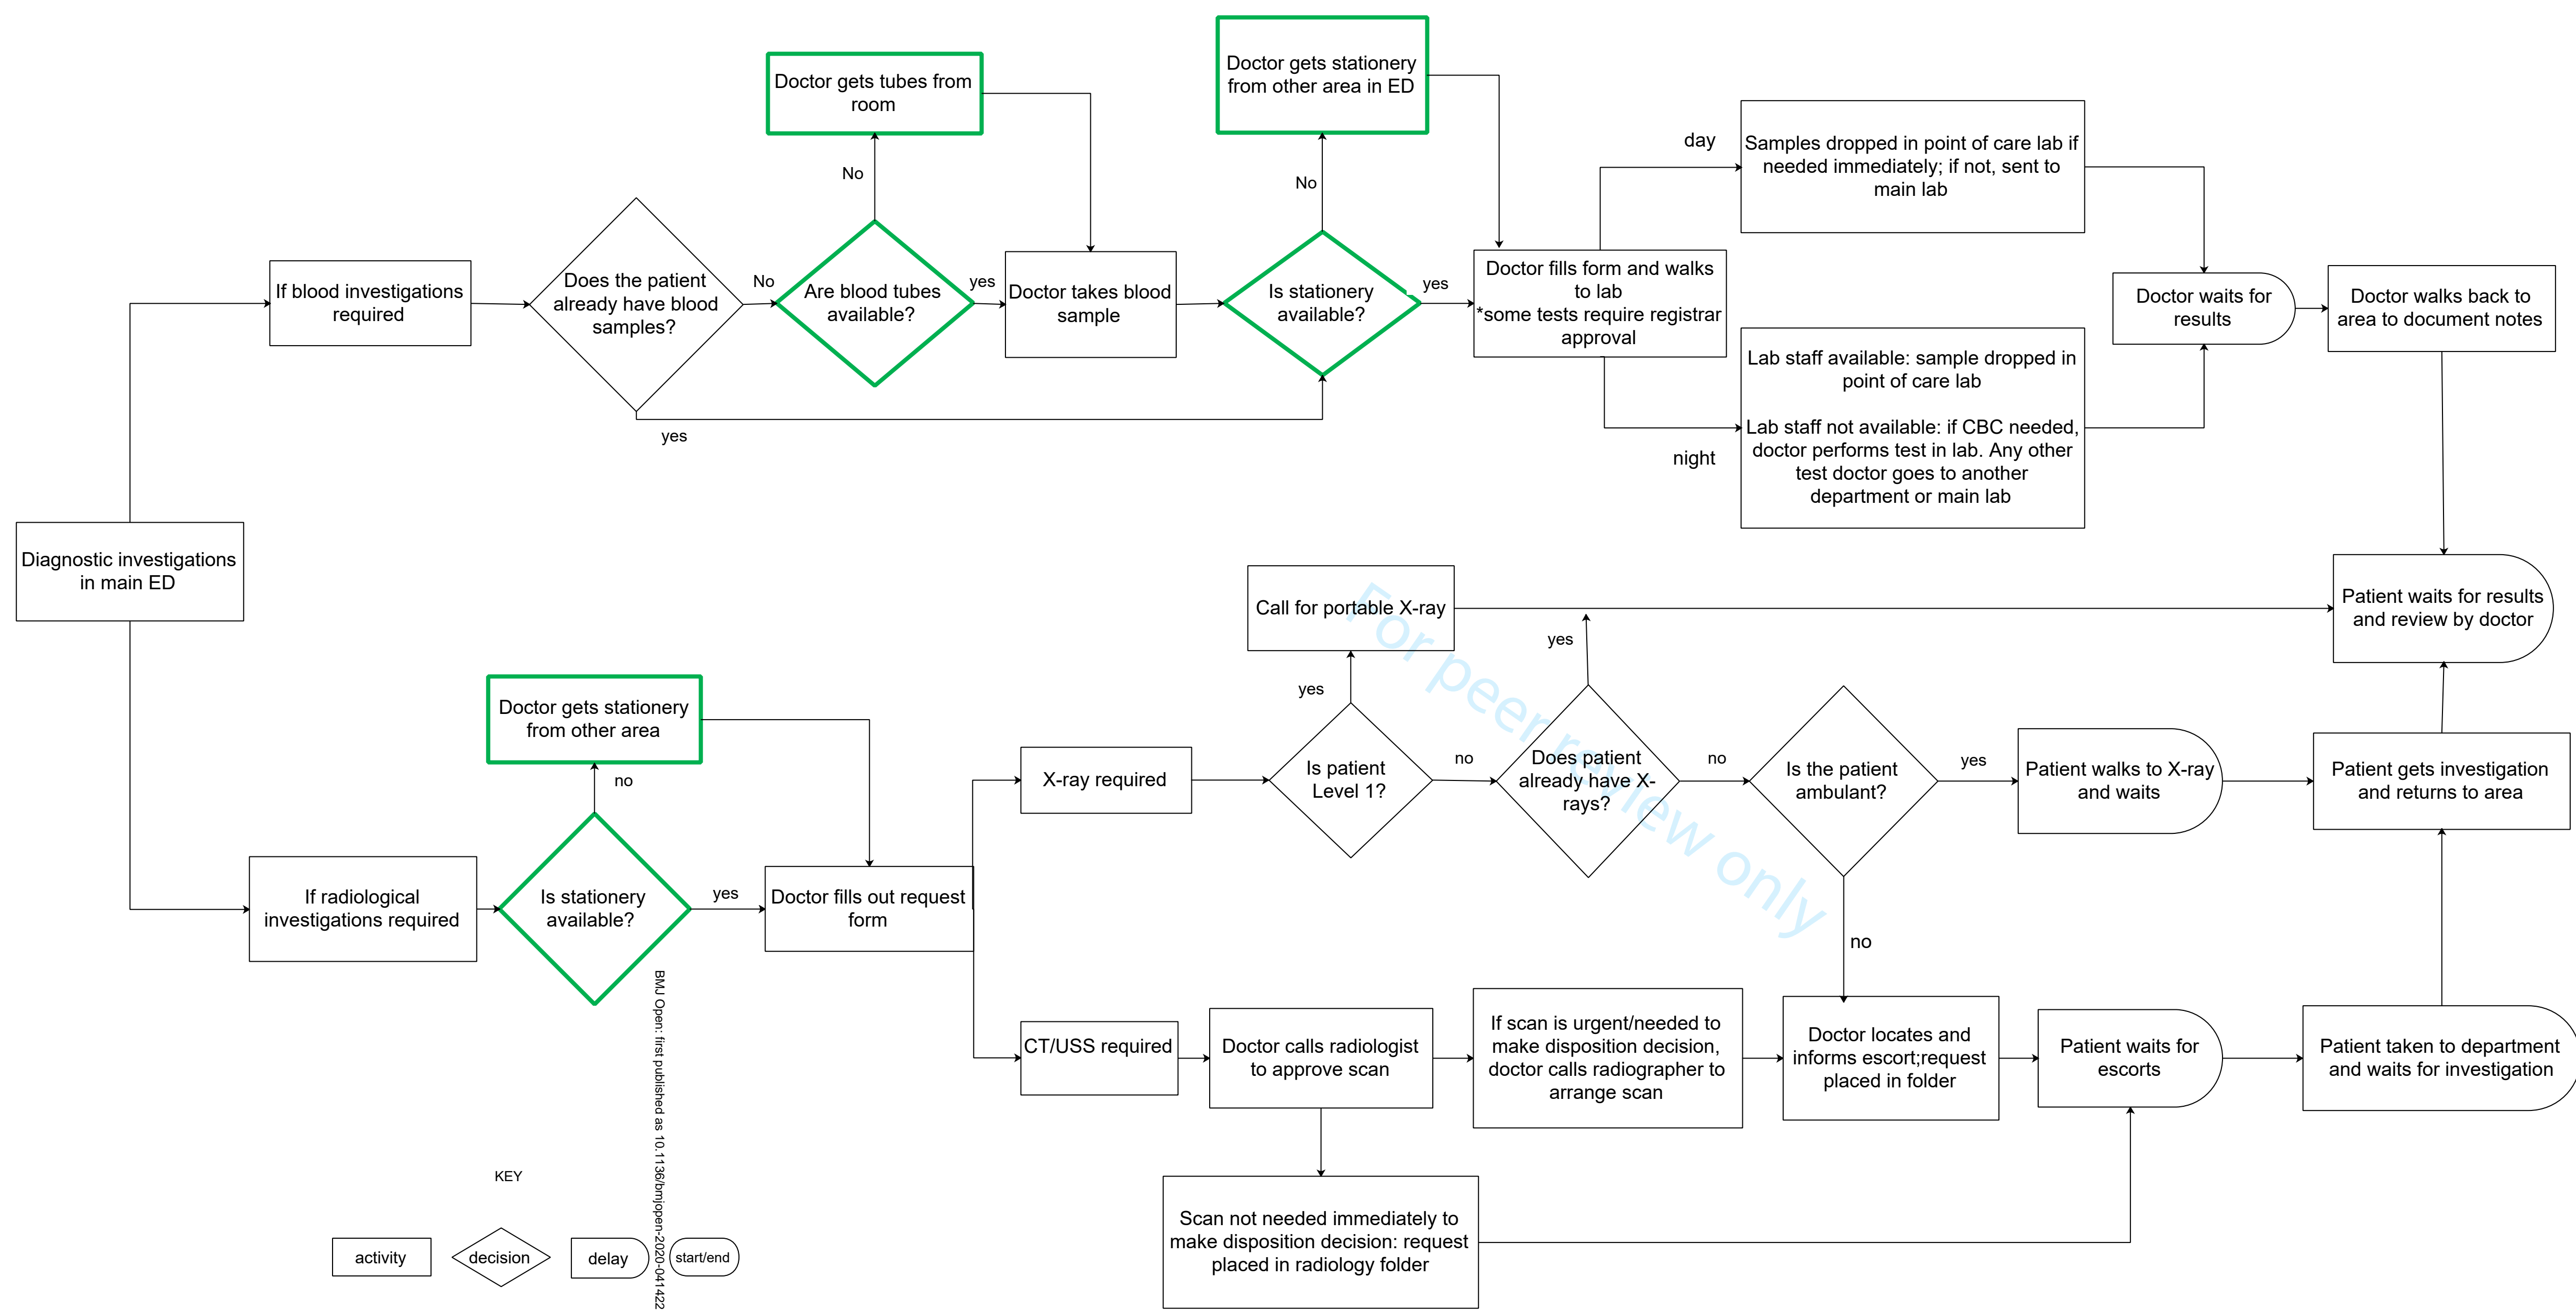 Doctor gets stationery
from other area in ED
Doctor gets tubes from
room
day
Samples dropped in point of care lab if
needed immediately; if not, sent to
main lab
No
No
If blood investigations
required
Does the patient
already have blood
samples?
No
Are blood tubes
available?
yes
Doctor takes blood
sample
Is stationery
available?
yes
Doctor fills form and walks
to lab
*some tests require registrar
approval
Doctor waits for
results
Doctor walks back to
area to document notes
yes
night
Lab staff available: sample dropped in
point of care lab
Lab staff not available: if CBC needed,
doctor performs test in lab. Any other
test doctor goes to another
department or main lab
Diagnostic investigations
in main ED
Call for portable X-ray
yes
Patient waits for results
and review by doctor
Doctor gets stationery
from other area
no
yes
X-ray required
Is patient
Level 1?
no
Does patient
already have X-
rays?
no
Is the patient
ambulant?
yes
Patient walks to X-ray
and waits
Patient gets investigation
and returns to area
If radiological
investigations required
Is stationery
available?
yes
Doctor fills out request
form
no
CT/USS required
Doctor calls radiologist
to approve scan
If scan is urgent/needed to
make disposition decision,
doctor calls radiographer to
arrange scan
Doctor locates and
informs escort;request
placed in folder
Patient waits for
escorts
Patient taken to department
and waits for investigation
Scan not needed immediately to
make disposition decision: request
placed in radiology folder
KEY
activity
decision
delay
start/end
For peer review only
BMJ Open: first published as 10.1136/bmjopen-2020-041422